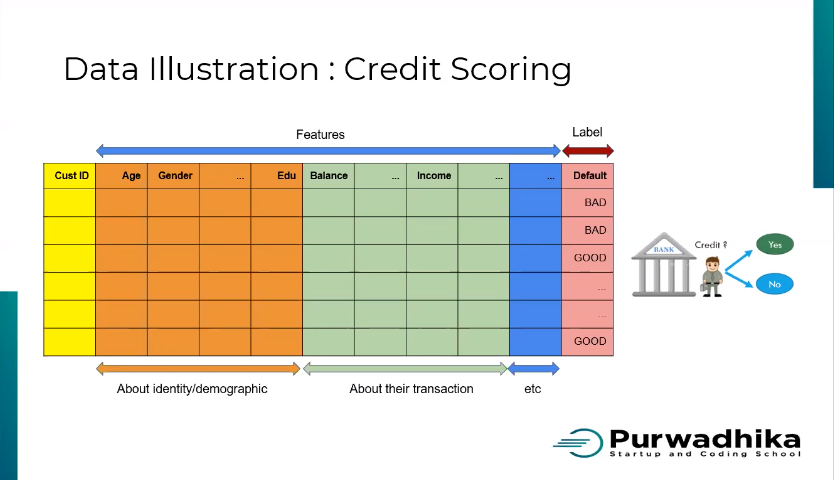 Data Illustration : Credit Scoring
Features
Label
Cust ID Age Gender ... Edu Balance ... Income ... ... Default
BAD
BAD
GOOD
...
...
GOOD
BANK
Credit ?
Yes
No
About identity/demographic
About their transaction
etc
Purwadhika
Startup and Coding School